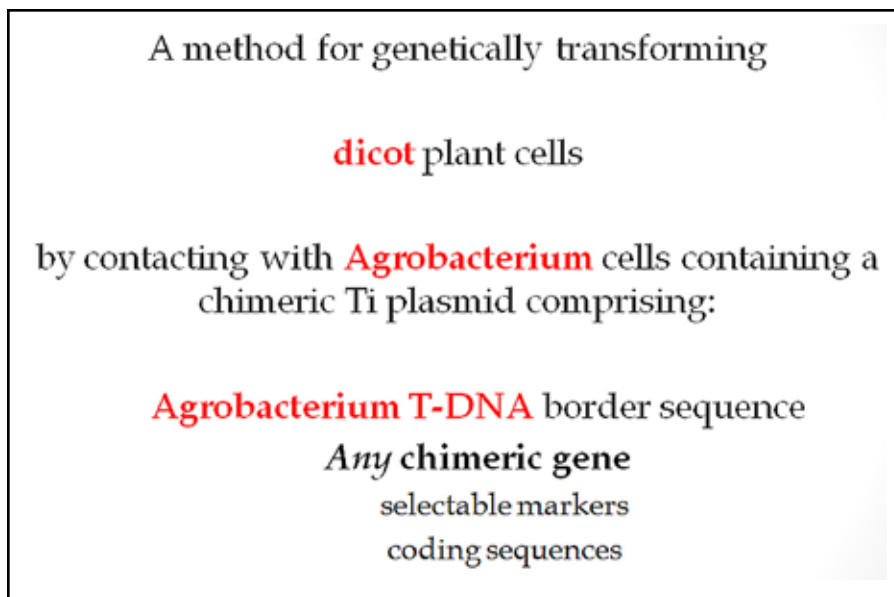 A method for genetically transforming
dicot plant cells
by contacting with Agrobacterium cells containing a
chimeric Ti plasmid comprising:
Agrobacterium T-DNA border sequence
Any chimeric gene
selectable markers
coding sequences